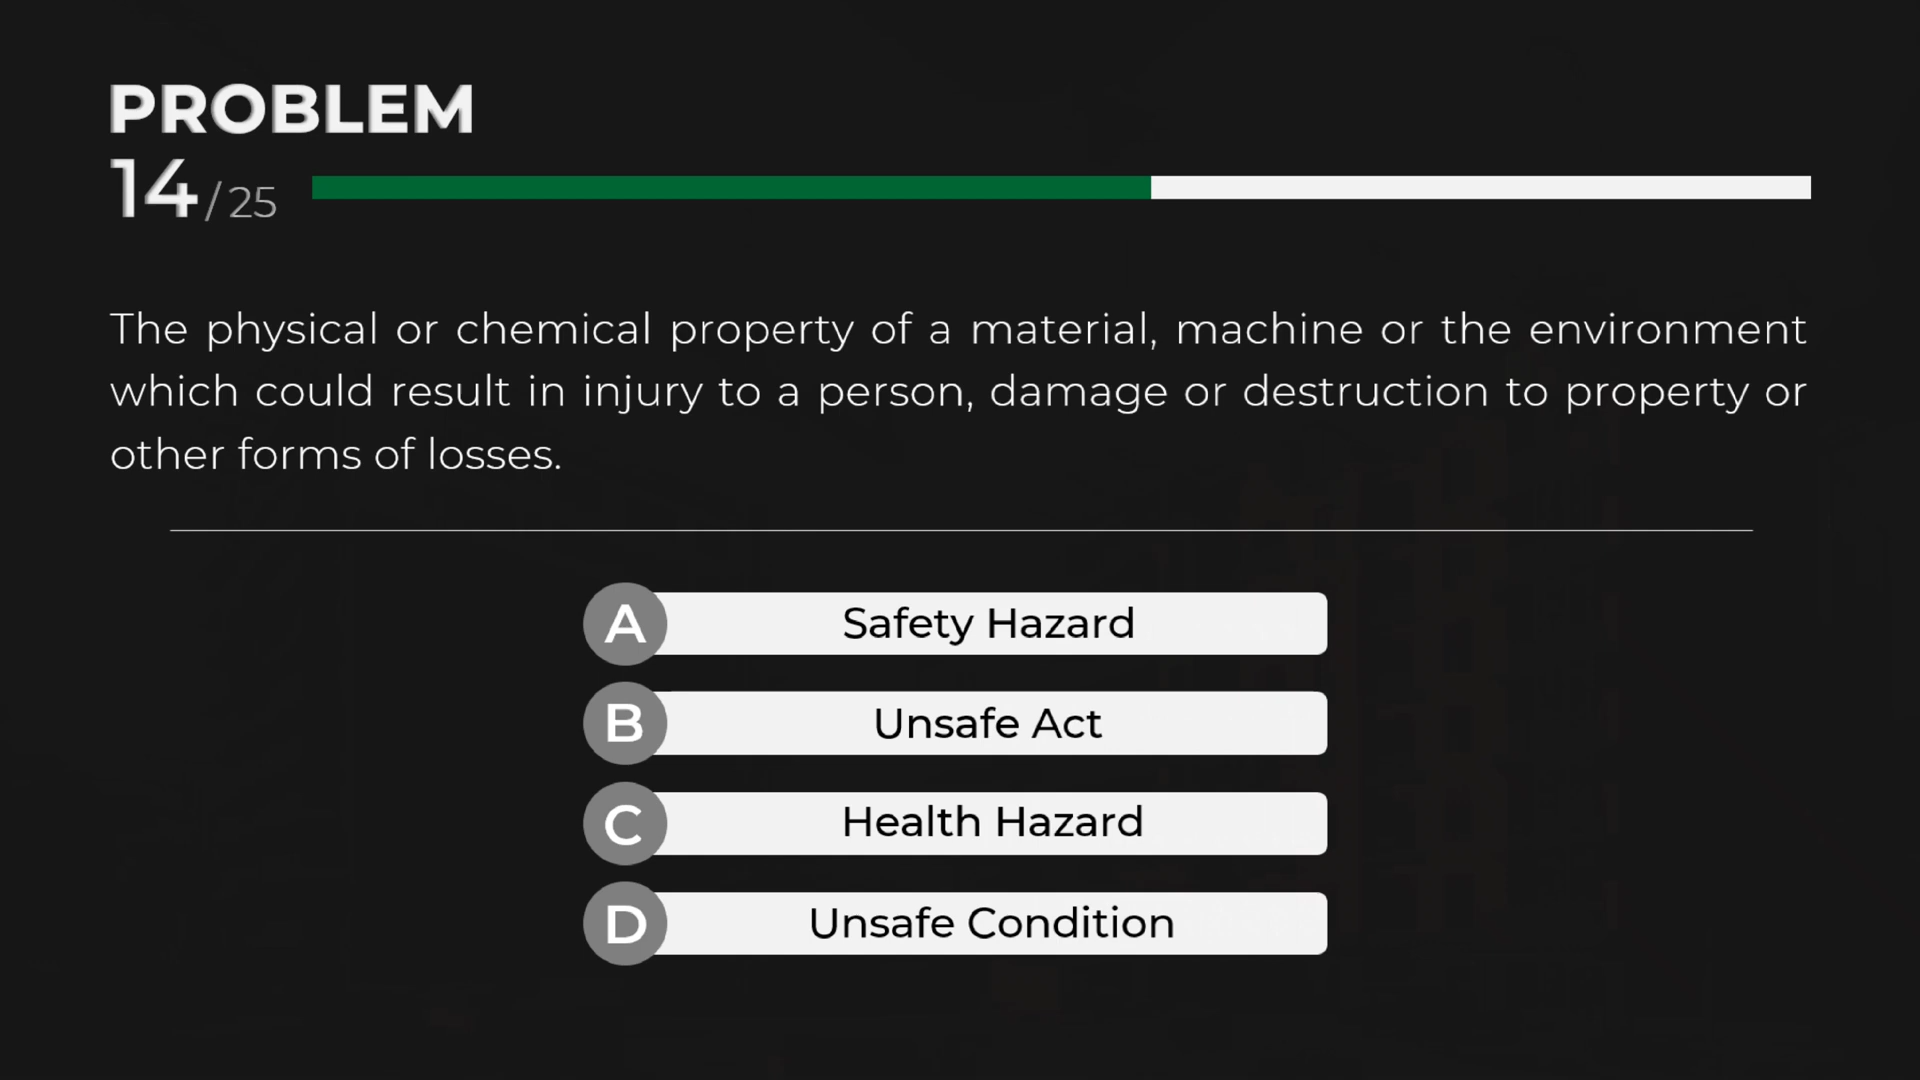 PROBLEM
14/25
The physical or chemical property of a material, machine or the environment
which could result in injury to a person, damage or destruction to property or
other forms of losses.
A Safety Hazard
B Unsafe Act
C Health Hazard
D Unsafe Condition